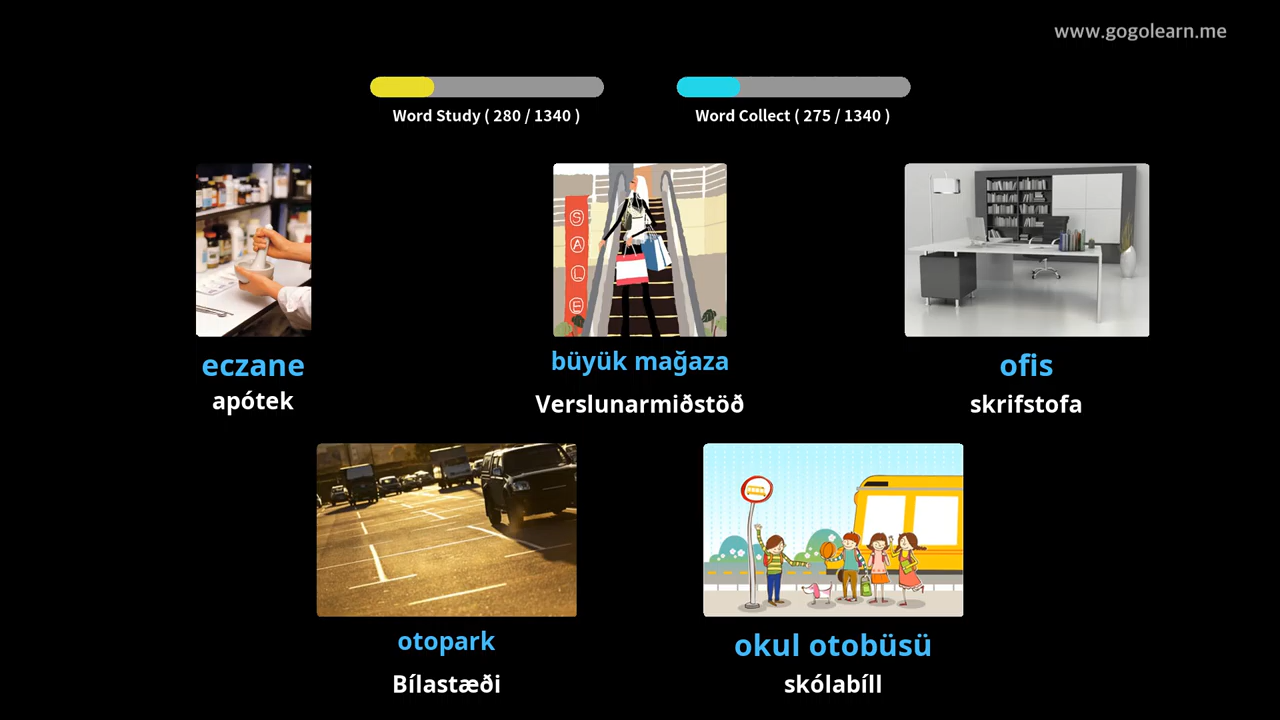 www.gogolearn.me
Word Study ( 280 / 1340 )
Word Collect ( 275 / 1340 )
SALE
eczane
apótek
büyük mağaza
Verslunarmiðstöð
ofis
skrifstofa
otopark
Bílastæði
okul otobüsü
skólabíll